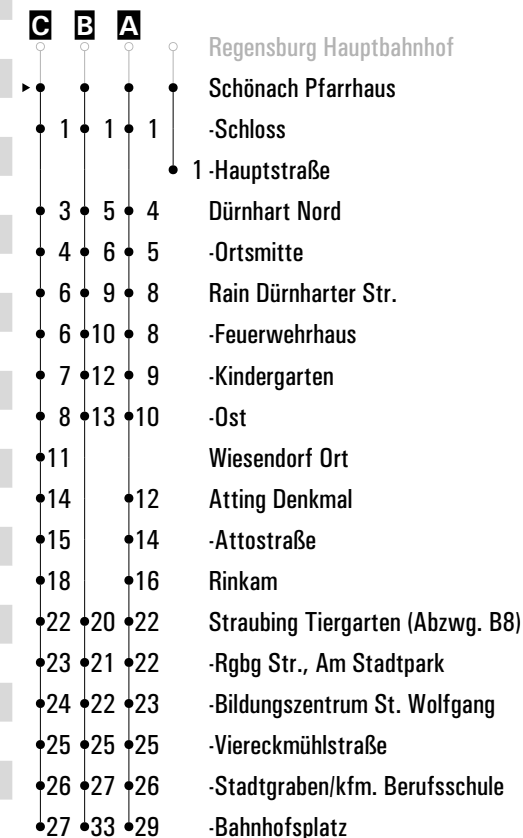 C B A
Regensburg Hauptbahnhof
Schönach Pfarrhaus
1 1 1 -Schloss
1 -Hauptstraße
3 5 4 Dürnhart Nord
4 6 5 -Ortsmitte
6 9 8 Rain Dürnharter Str.
6 10 8 -Feuerwehrhaus
7 12 9 -Kindergarten
8 13 10 -Ost
11 Wiesendorf Ort
14 12 Atting Denkmal
15 14 -Attostraße
18 16 Rinkam
22 20 22 Straubing Tiergarten (Abzwg. B8)
23 21 22 -Rgbg Str., Am Stadtpark
24 22 23 -Bildungszentrum St. Wolfgang
25 25 25 -Viereckmühlstraße
26 27 26 -Stadtgraben/kfm. Berufsschule
27 33 29 -Bahnhofsplatz